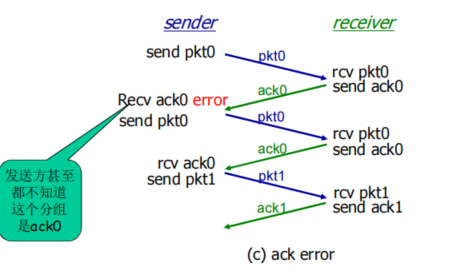 sender
receiver
send pkt0
pkt0
rcv pkt0
send ack0
ack0
Recv ack0 error
send pkt0
pkt0
rcv pkt0
send ack0
ack0
rcv ack0
send pkt1
pkt1
rcv pkt1
send ack1
ack1
发送方甚至
都不知道
这个分组
是ack0
(c) ack error